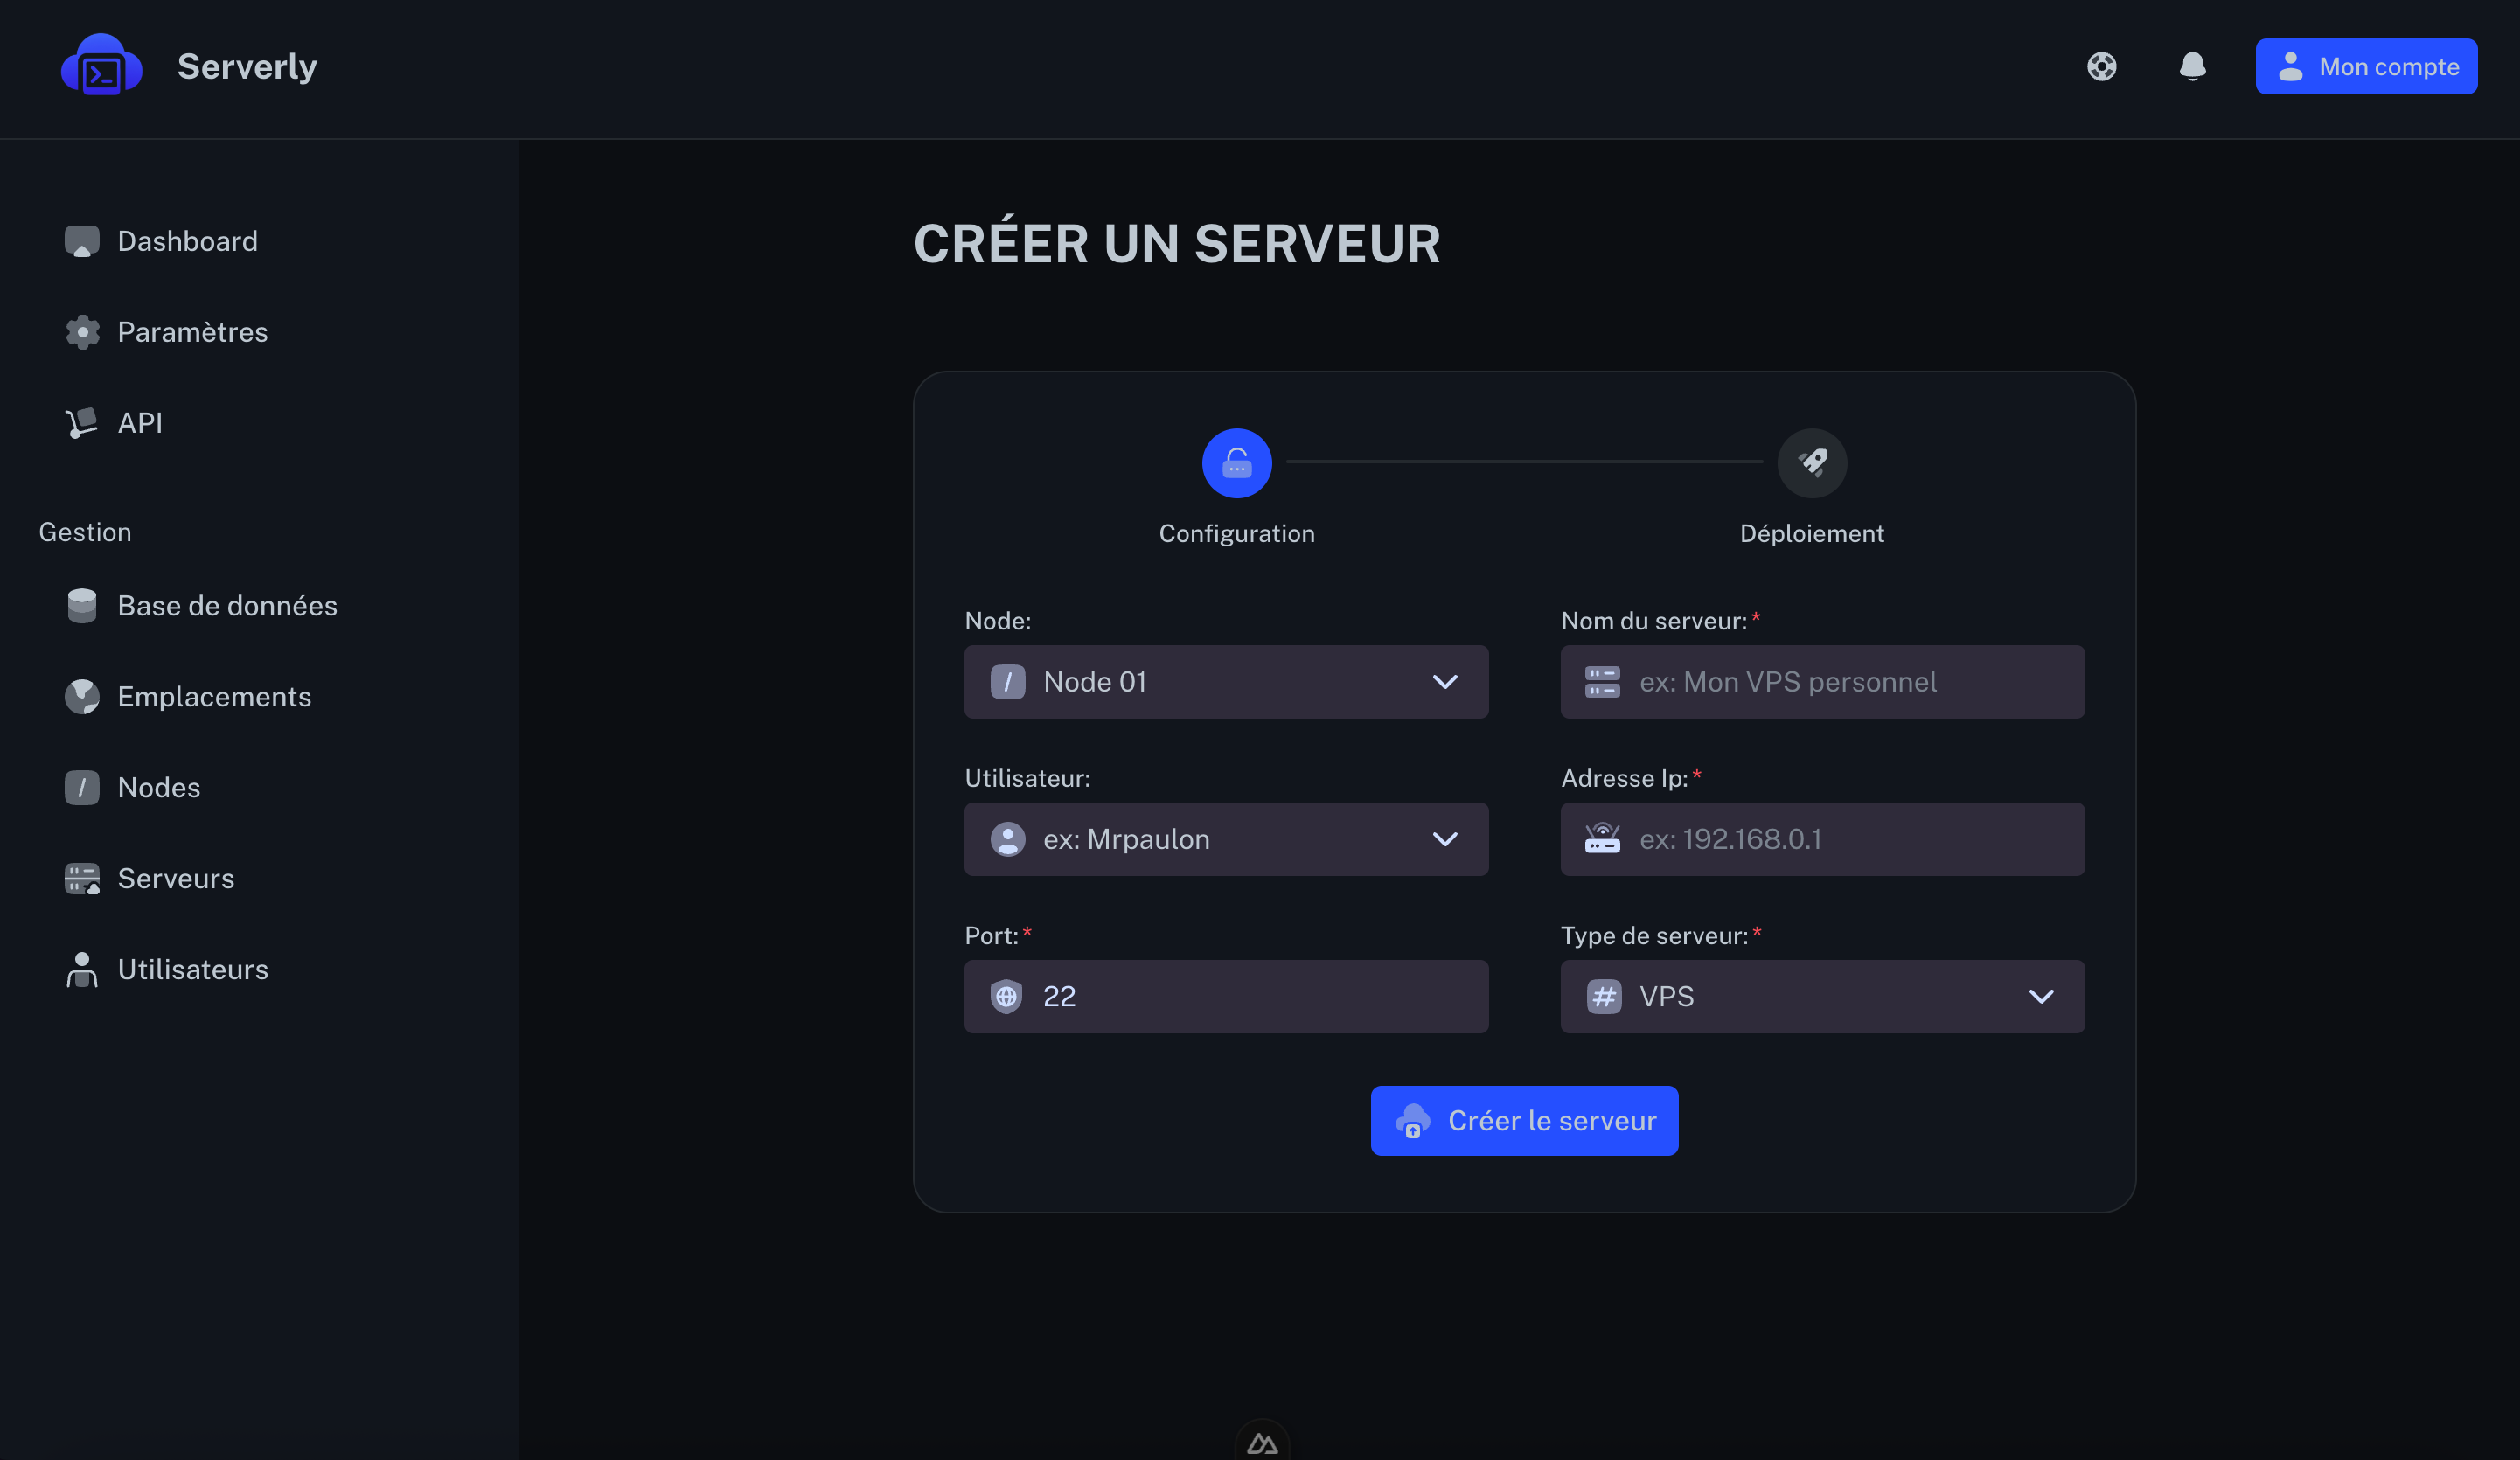 Serverly
Mon compte
Dashboard
Paramètres
API
Gestion
Base de données
Emplacements
Nodes
Serveurs
Utilisateurs
CRÉER UN SERVEUR
Configuration
Déploiement
Node:
Node 01
Nom du serveur:*
ex: Mon VPS personnel
Utilisateur:
ex: Mrpaulon
Adresse Ip:*
ex: 192.168.0.1
Port:*
22
Type de serveur:*
VPS
Créer le serveur